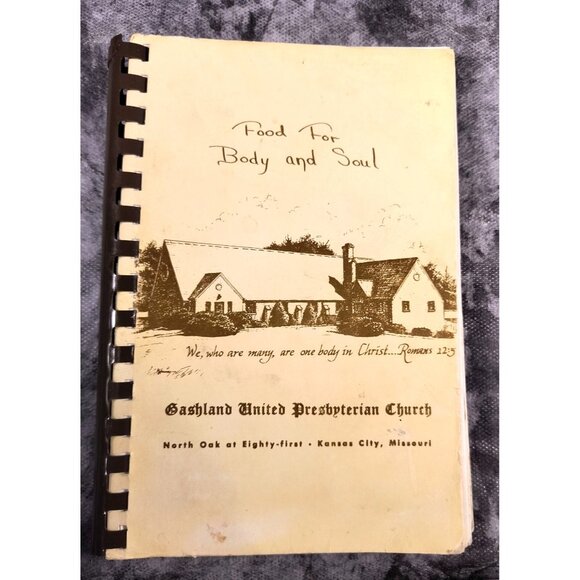 Food For
Body and Soul
We, who are many, are one body in Christ...Romans 12:5
Gashland United Presbyterian Church
North Oak at Eighty-first • Kansas City, Missouri